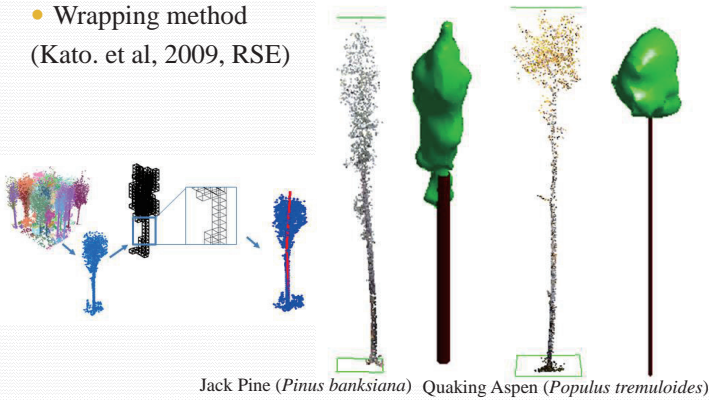 • Wrapping method
(Kato. et al, 2009, RSE)
Jack Pine (Pinus banksiana) Quaking Aspen (Populus tremuloides)